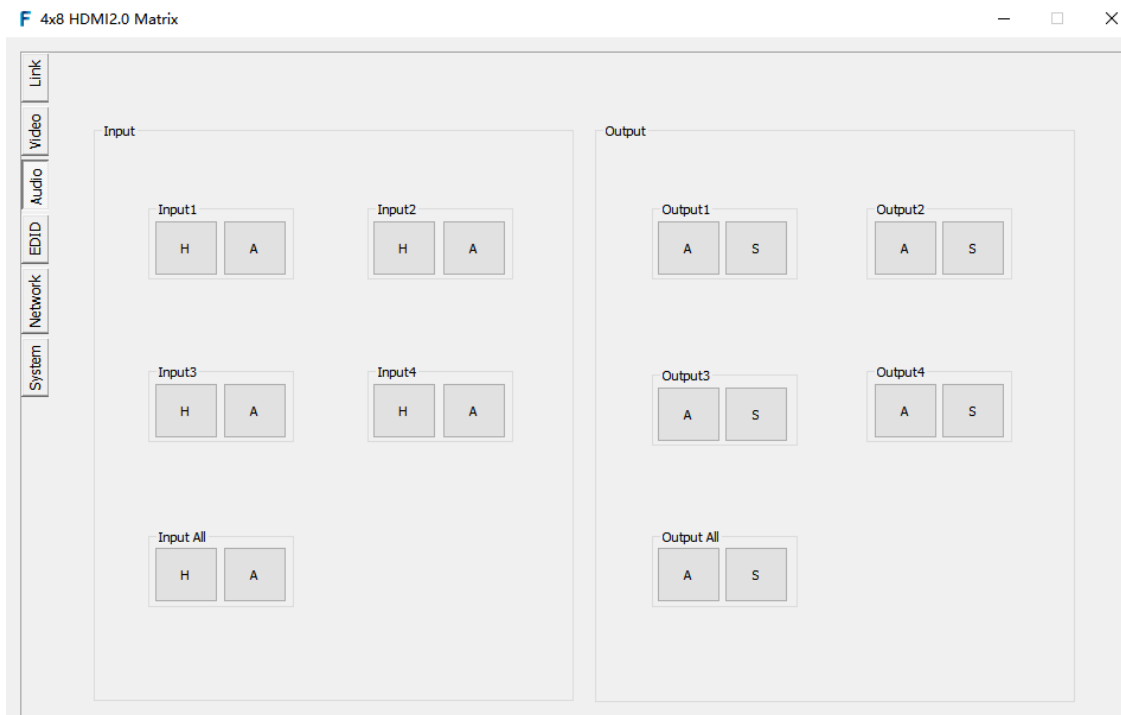 F 4x8 HDMI2.0 Matrix
Link
Video
Audio
EDID
Network
System
Input
Input1
H A
Input2
H A
Input3
H A
Input4
H A
Input All
H A
Output
Output1
A S
Output2
A S
Output3
A S
Output4
A S
Output All
A S